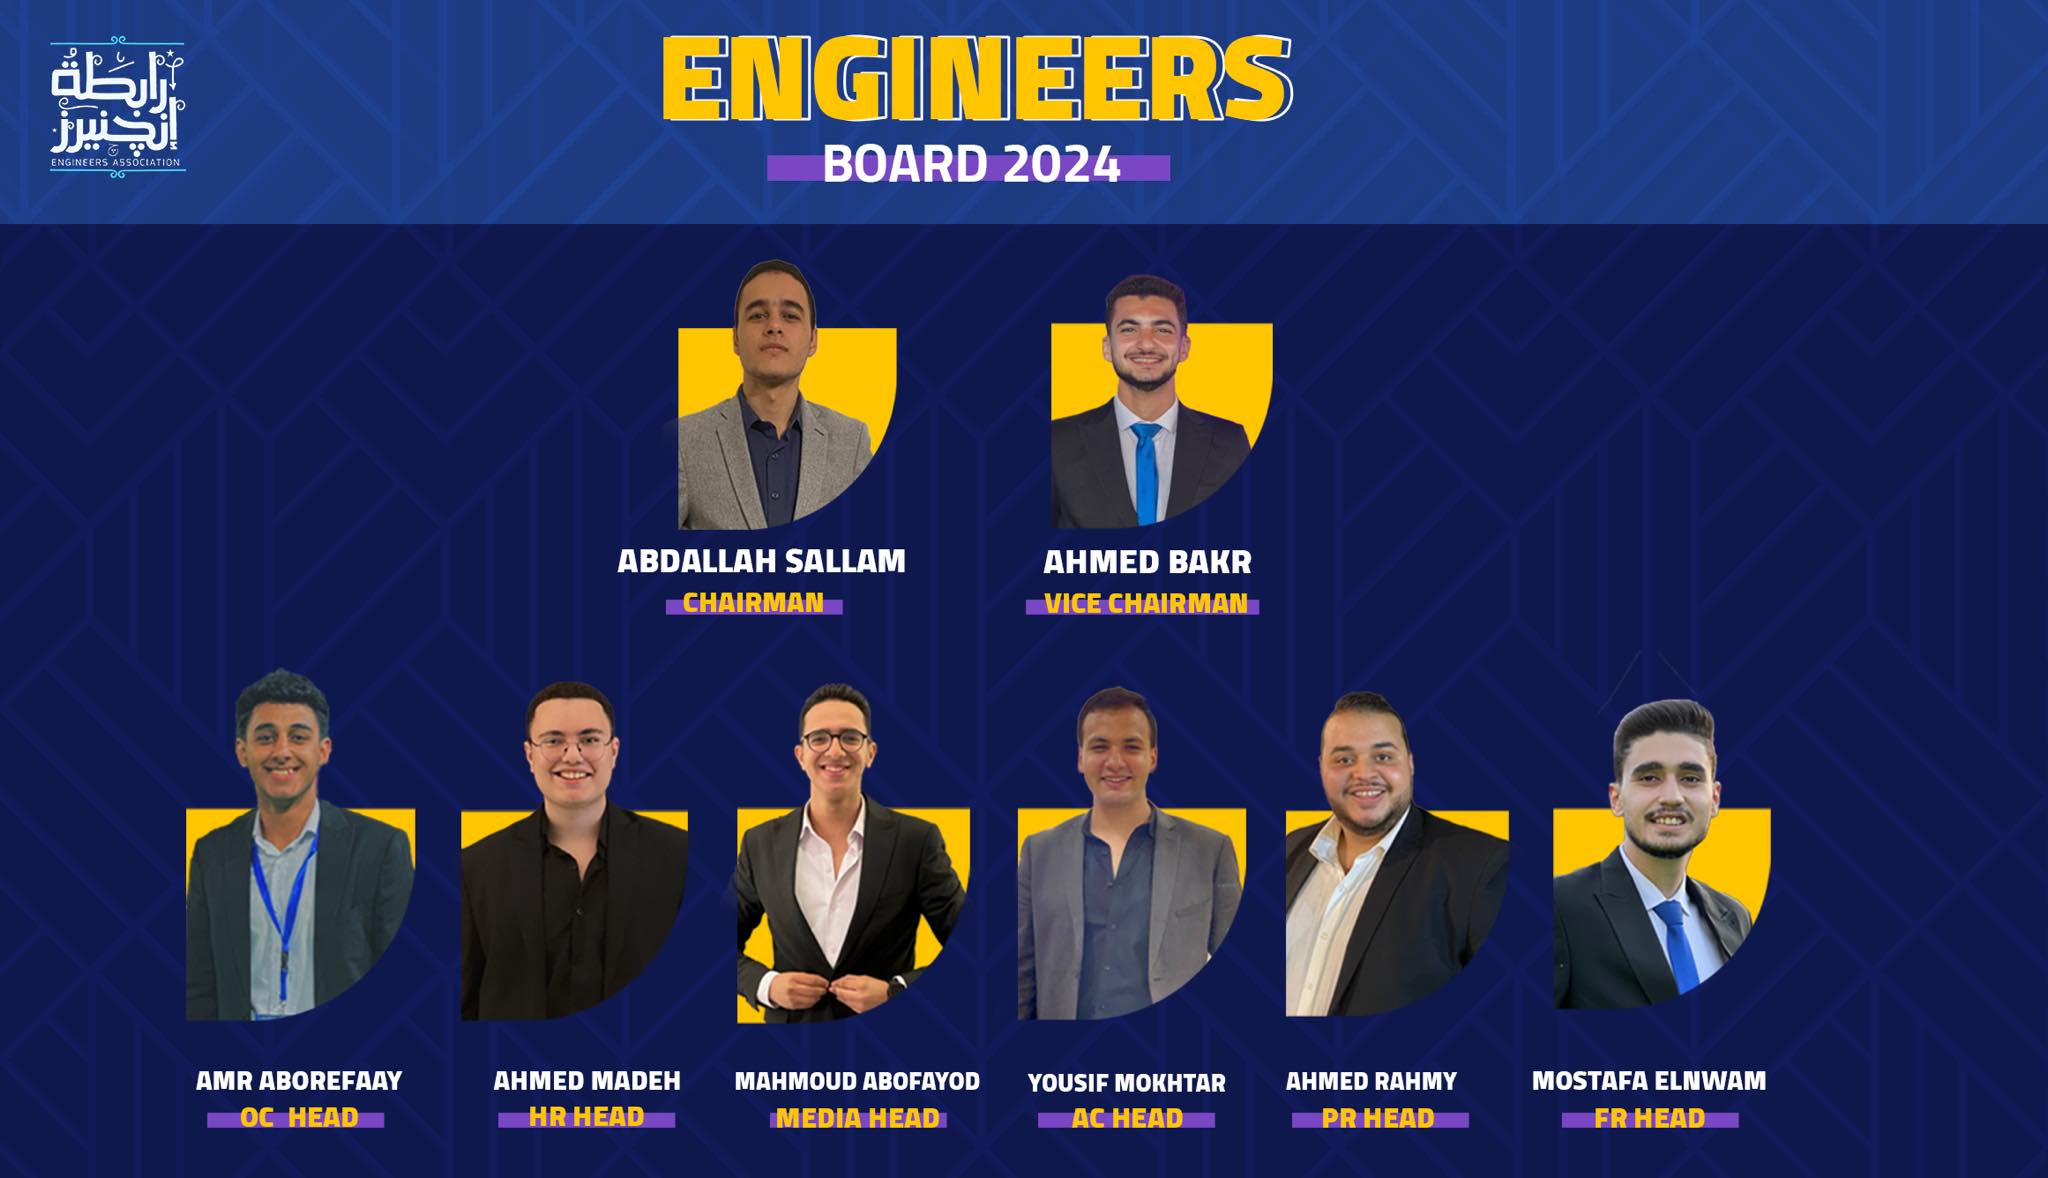 رابطة
إنچنيرز
ENGINEERS ASSOCIATION
ENGINEERS
BOARD 2024
ABDALLAH SALLAM
CHAIRMAN
AHMED BAKR
VICE CHAIRMAN
AMR ABOREFAAY
OC HEAD
AHMED MADEH
HR HEAD
MAHMOUD ABOFAYOD
MEDIA HEAD
YOUSIF MOKHTAR
AC HEAD
AHMED RAHMY
PR HEAD
MOSTAFA ELNWAM
FR HEAD